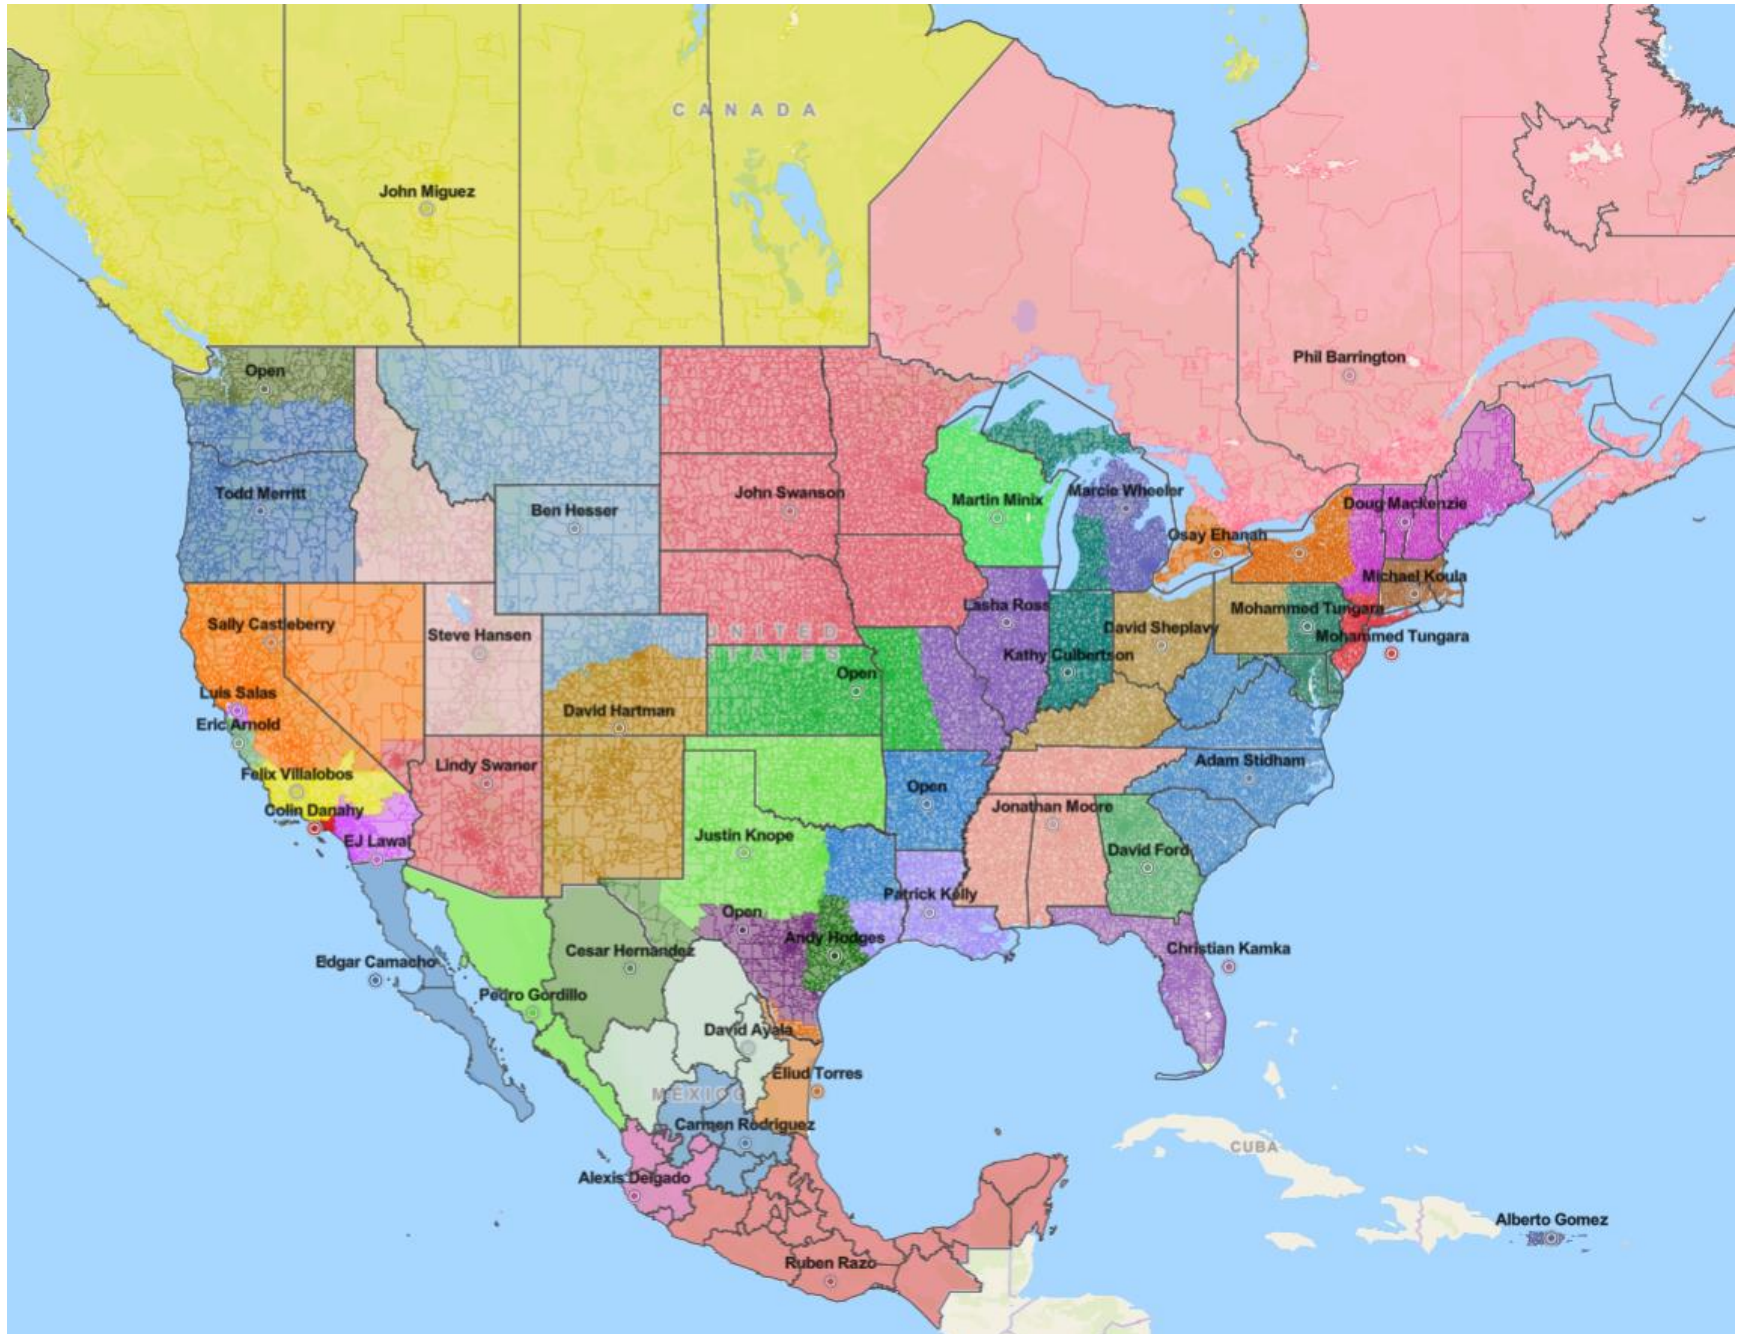 CANADA
John Miguez
Phil Barrington
Open
Todd Merritt
John Swanson
Ben Hesser
Martin Minix
Marcie Wheeler
Doug Mackenzie
Osay Ehanah
Michael Koula
Lasha Ross
Mohammed Tungara
Sally Castleberry
Steve Hansen
UNITED
STATES
David Sheplavy
Mohammed Tungara
Kathy Culbertson
Open
Luis Salas
Eric Arnold
David Hartman
Lindy Swaner
Adam Stidham
Felix Villalobos
Open
Colin Danahy
Jonathan Moore
EJ Lawal
Justin Knope
David Ford
Patrick Kelly
Open
Andy Hodges
Cesar Hernandez
Christian Kamka
Edgar Camacho
Pedro Gordillo
David Ayala
Eliud Torres
MÉXICO
Carmen Rodriguez
CUBA
Alexis Delgado
Alberto Gomez
Ruben Razo